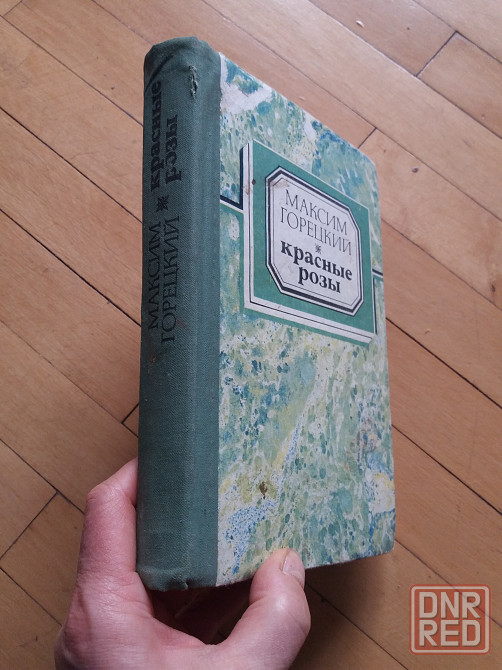 МАКСИМ
ГОРЕЦКИЙ
красные
розы
МАКСИМ
ГОРЕЦКИЙ
красные
розы
DNR
RED